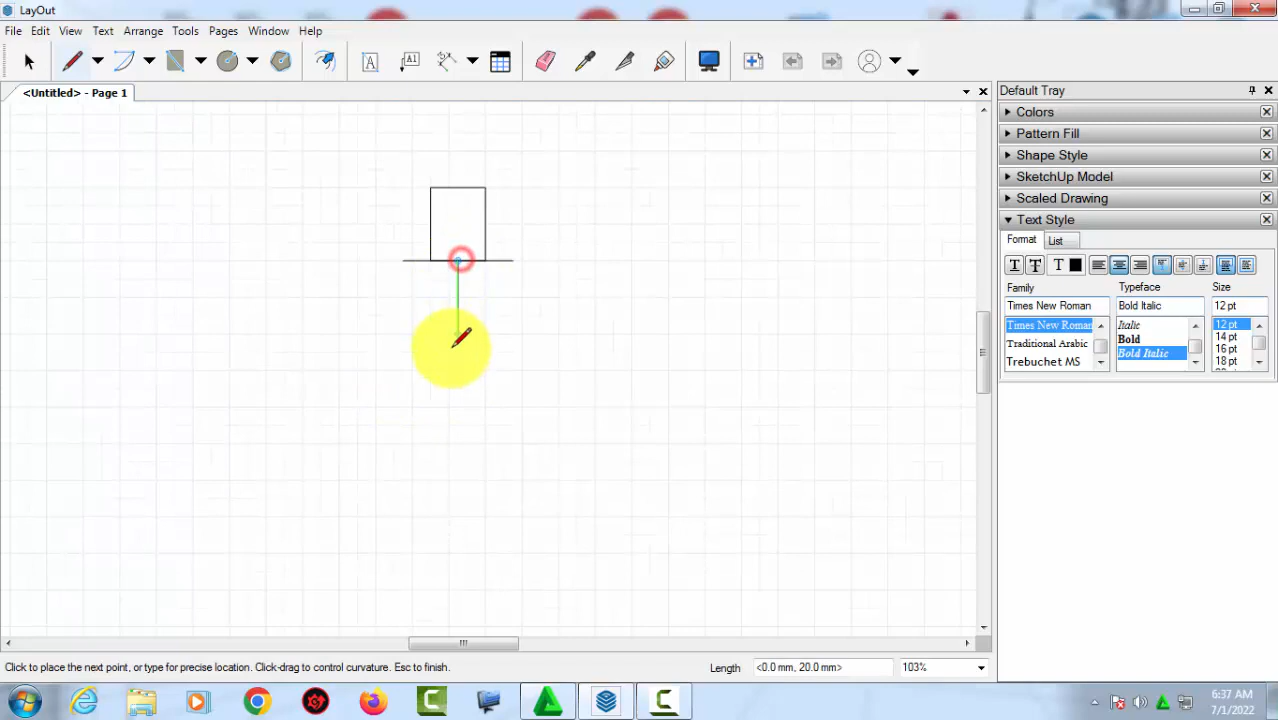 LayOut
File Edit View Text Arrange Tools Pages Window Help
A A1
<Untitled> - Page 1
Default Tray
Colors
Pattern Fill
Shape Style
SketchUp Model
Scaled Drawing
Text Style
Format List
T T T
Family Typeface Size
Times New Roman Bold Italic 12 pt
Times New Roman Italic 12 pt
Traditional Arabic Bold 14 pt
Trebuchet MS Bold Italic 16 pt
18 pt
Click to place the next point, or type for precise location. Click-drag to control curvature. Esc to finish. Length <0.0 mm, 20.0 mm> 103%
6:37 AM
7/1/2022